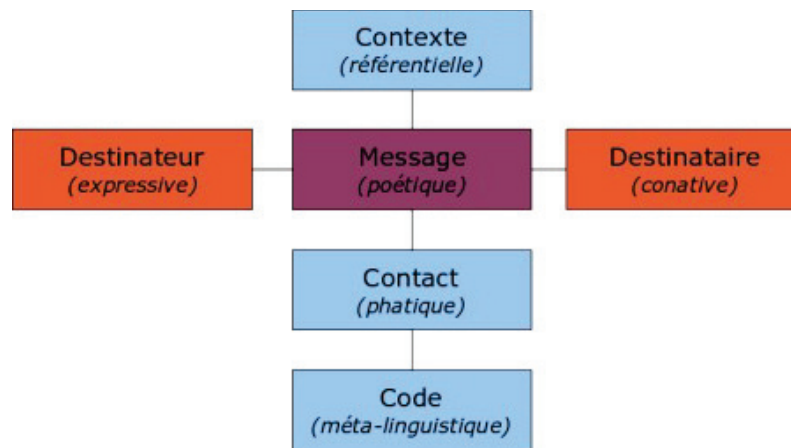 Contexte
(référentielle)
Destinateur
(expressive)
Message
(poétique)
Destinataire
(conative)
Contact
(phatique)
Code
(méta-linguistique)